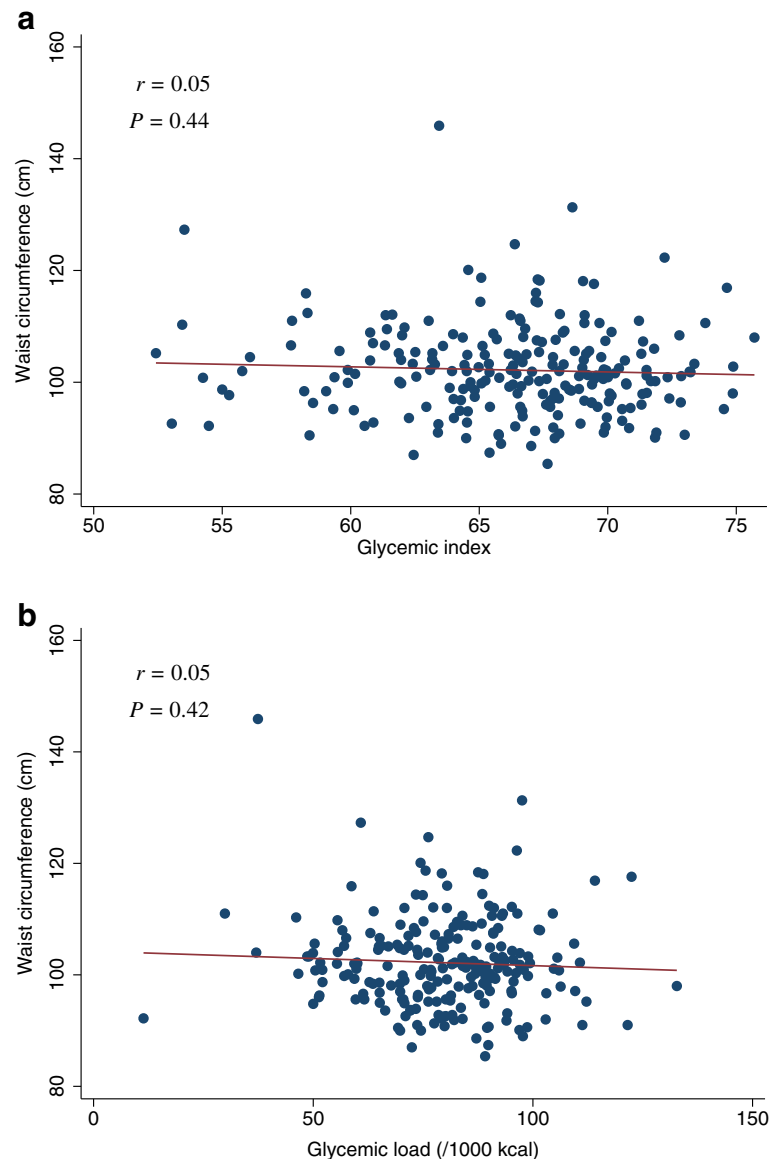 a
160
140
120
100
80
Waist circumference (cm)
r = 0.05
P = 0.44
50 55 60 65 70 75
Glycemic index
b
160
140
120
100
80
Waist circumference (cm)
r = 0.05
P = 0.42
0 50 100 150
Glycemic load (/1000 kcal)